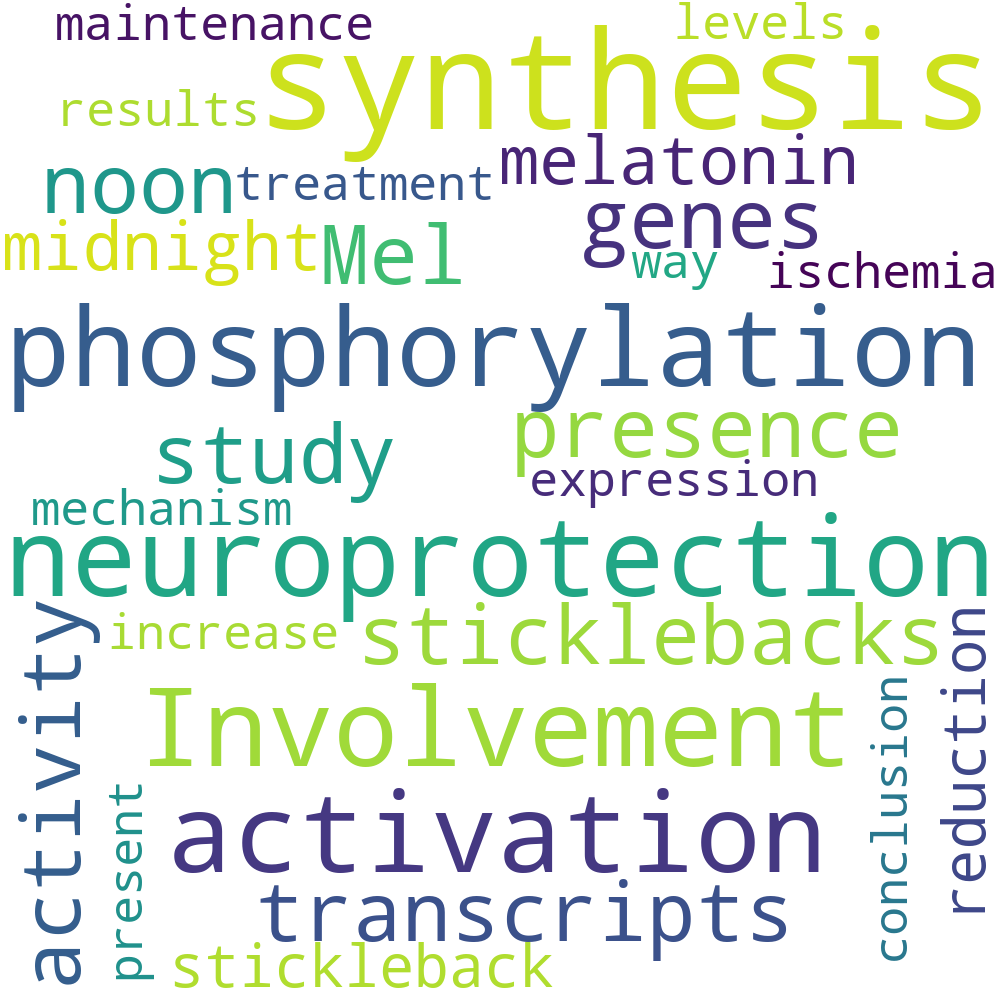 maintenance
levels
synthesis
results
melatonin
noon
treatment
genes
midnight
Mel
way
ischemia
phosphorylation
presence
study
expression
mechanism
neuroprotection
activity
increase
sticklebacks
reduction
Involvement
conclusion
present
activation
transcripts
stickleback